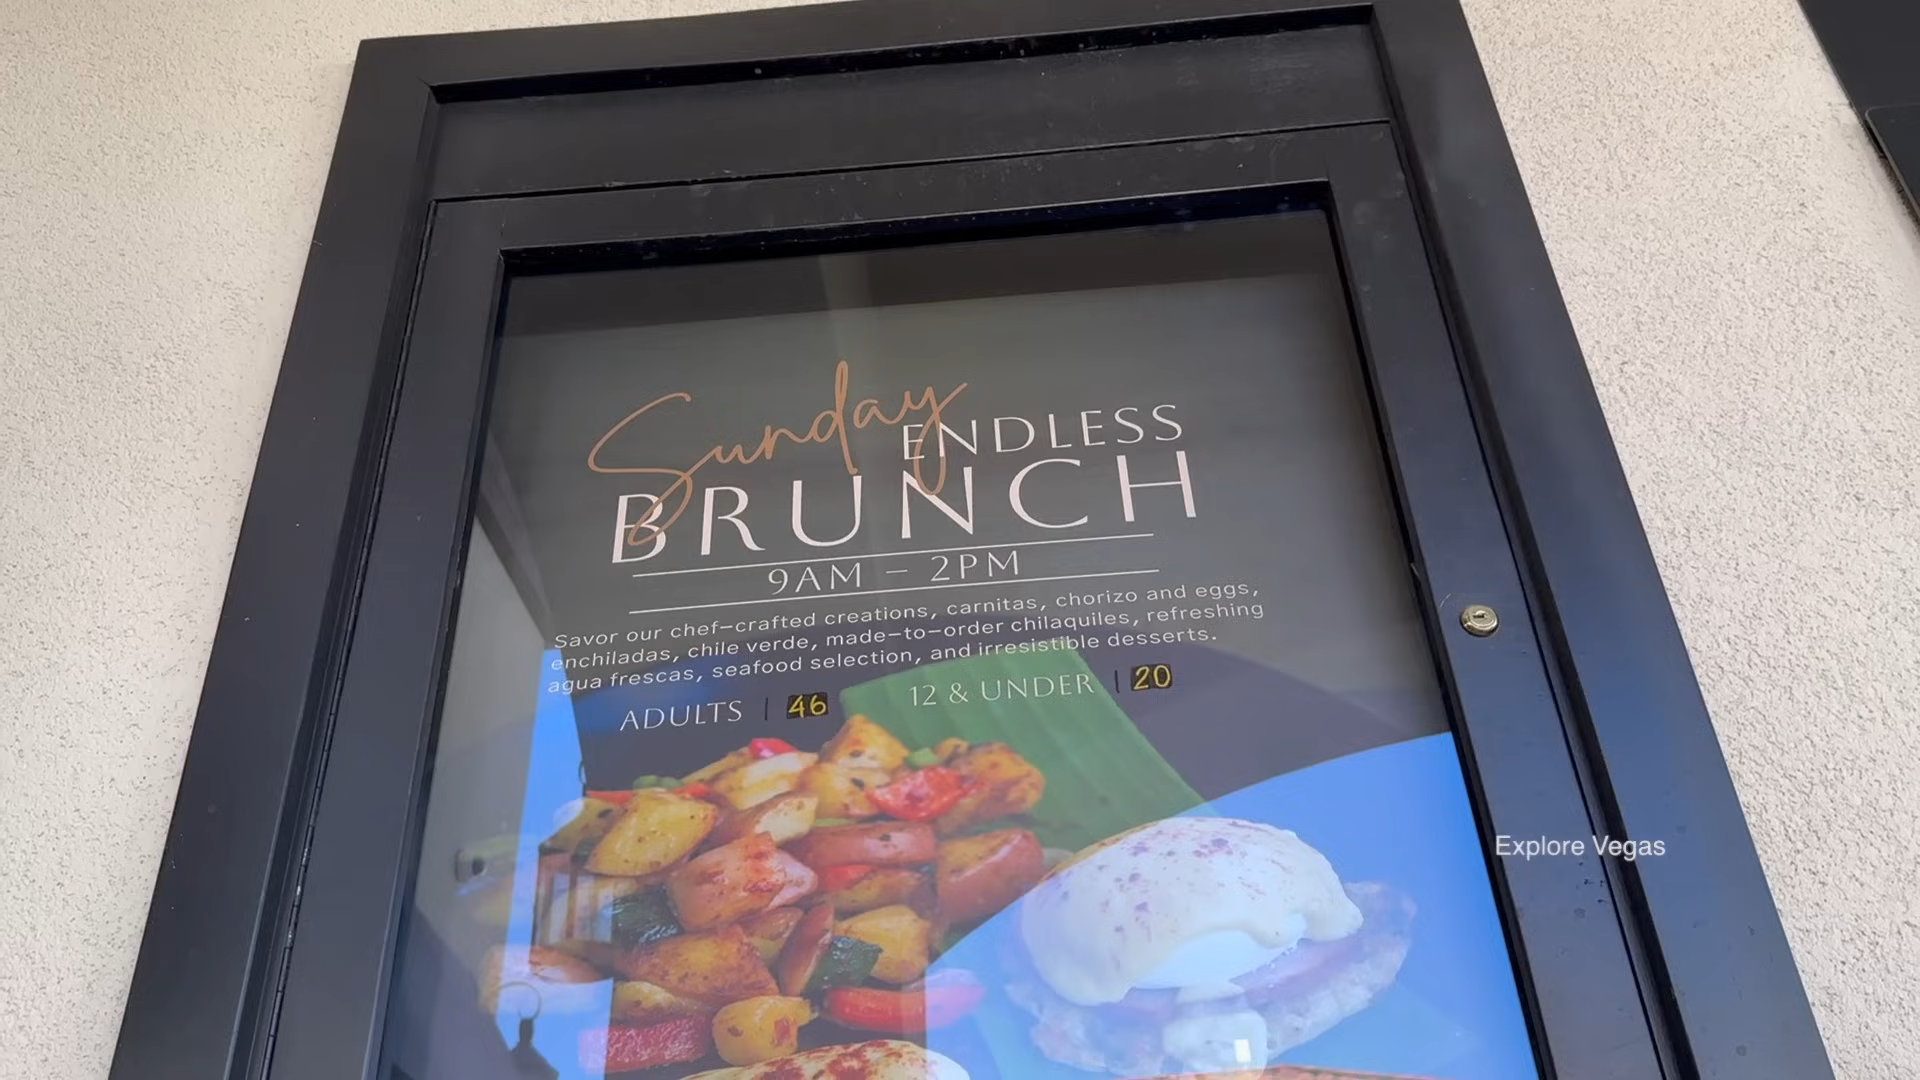 Sunday ENDLESS
BRUNCH
9AM – 2PM
Savor our chef-crafted creations, carnitas, chorizo and eggs,
enchiladas, chile verde, made-to-order chilaquiles, refreshing
agua frescas, seafood selection, and irresistible desserts.
ADULTS | 46 12 & UNDER | 20
Explore Vegas